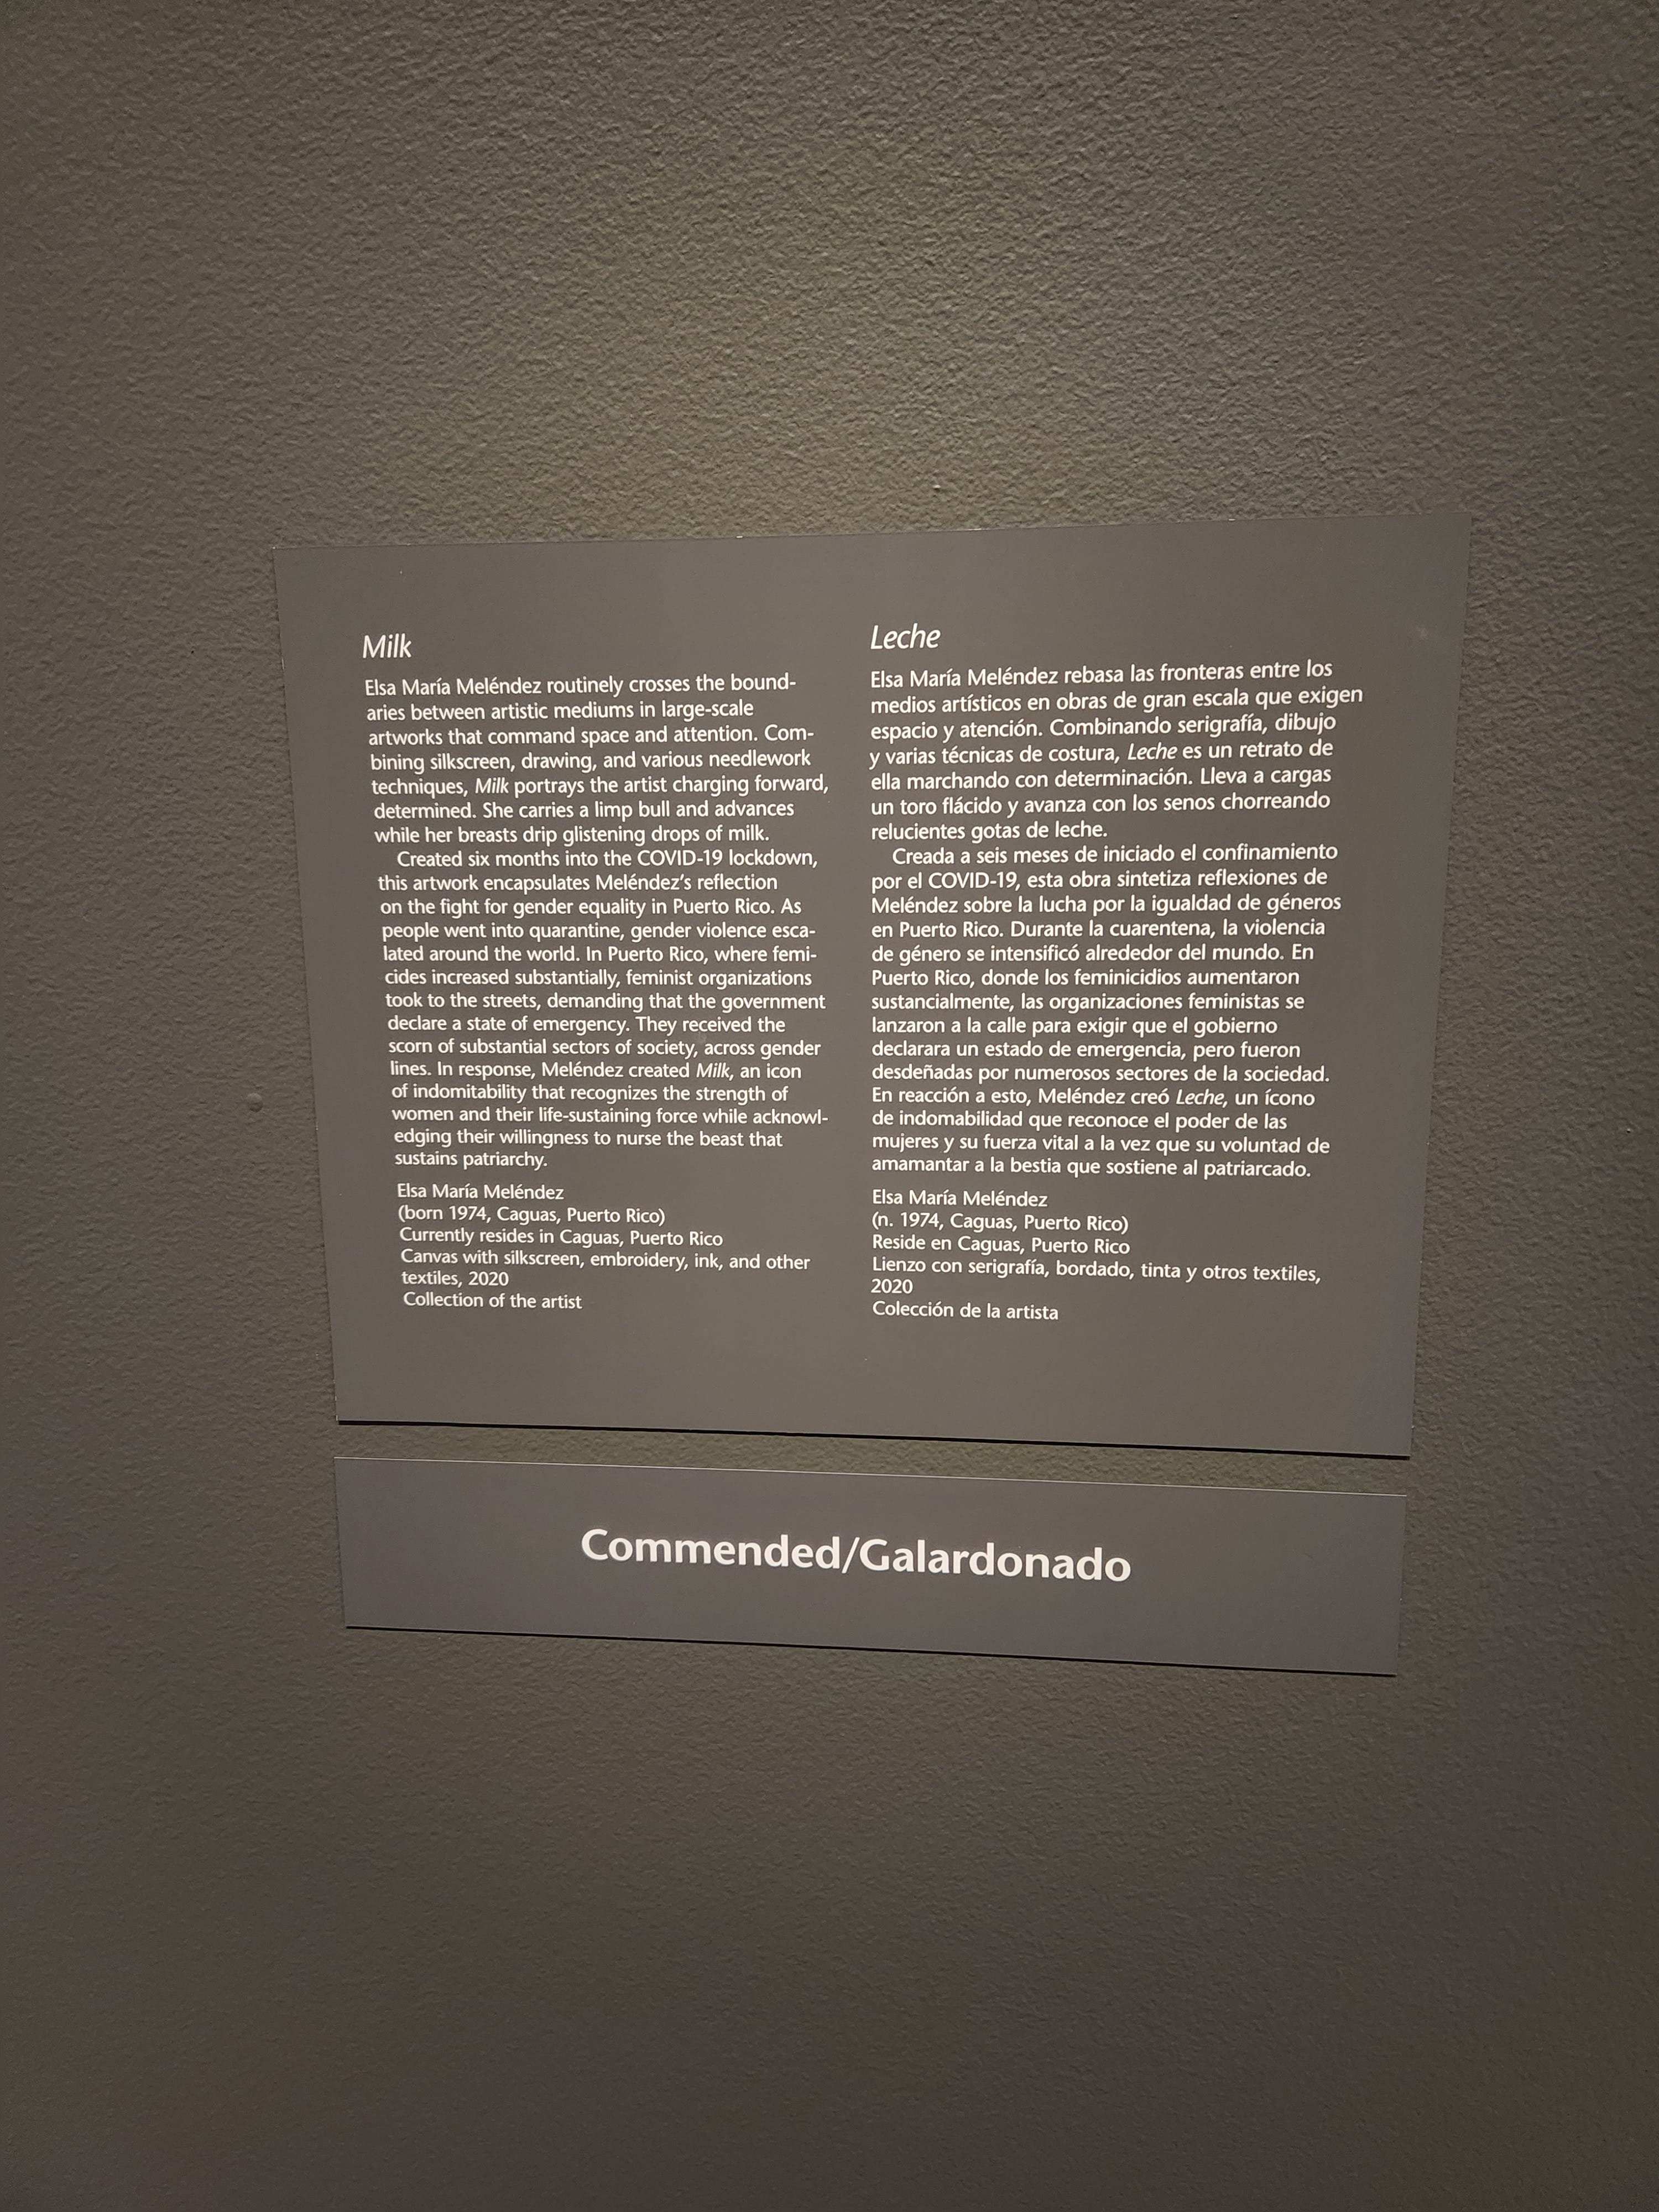 Milk
Elsa María Meléndez routinely crosses the bound-
aries between artistic mediums in large-scale
artworks that command space and attention. Com-
bining silkscreen, drawing, and various needlework
techniques, Milk portrays the artist charging forward,
determined. She carries a limp bull and advances
while her breasts drip glistening drops of milk.
Created six months into the COVID-19 lockdown,
this artwork encapsulates Meléndez's reflection
on the fight for gender equality in Puerto Rico. As
people went into quarantine, gender violence esca-
lated around the world. In Puerto Rico, where femi-
cides increased substantially, feminist organizations
took to the streets, demanding that the government
declare a state of emergency. They received the
scorn of substantial sectors of society, across gender
lines. In response, Meléndez created Milk, an icon
of indomitability that recognizes the strength of
women and their life-sustaining force while acknowl-
edging their willingness to nurse the beast that
sustains patriarchy.
Elsa María Meléndez
(born 1974, Caguas, Puerto Rico)
Currently resides in Caguas, Puerto Rico
Canvas with silkscreen, embroidery, ink, and other
textiles, 2020
Collection of the artist
Leche
Elsa María Meléndez rebasa las fronteras entre los
medios artísticos en obras de gran escala que exigen
espacio y atención. Combinando serigrafía, dibujo
y varias técnicas de costura, Leche es un retrato de
ella marchando con determinación. Lleva a cargas
un toro flácido y avanza con los senos chorreando
relucientes gotas de leche.
Creada a seis meses de iniciado el confinamiento
por el COVID-19, esta obra sintetiza reflexiones de
Meléndez sobre la lucha por la igualdad de géneros
en Puerto Rico. Durante la cuarentena, la violencia
de género se intensificó alrededor del mundo. En
Puerto Rico, donde los feminicidios aumentaron
sustancialmente, las organizaciones feministas se
lanzaron a la calle para exigir que el gobierno
declarara un estado de emergencia, pero fueron
desdeñadas por numerosos sectores de la sociedad.
En reacción a esto, Meléndez creó Leche, un ícono
de indomabilidad que reconoce el poder de las
mujeres y su fuerza vital a la vez que su voluntad de
amamantar a la bestia que sostiene al patriarcado.
Elsa María Meléndez
(n. 1974, Caguas, Puerto Rico)
Reside en Caguas, Puerto Rico
Lienzo con serigrafía, bordado, tinta y otros textiles,
2020
Colección de la artista
Commended/Galardonado